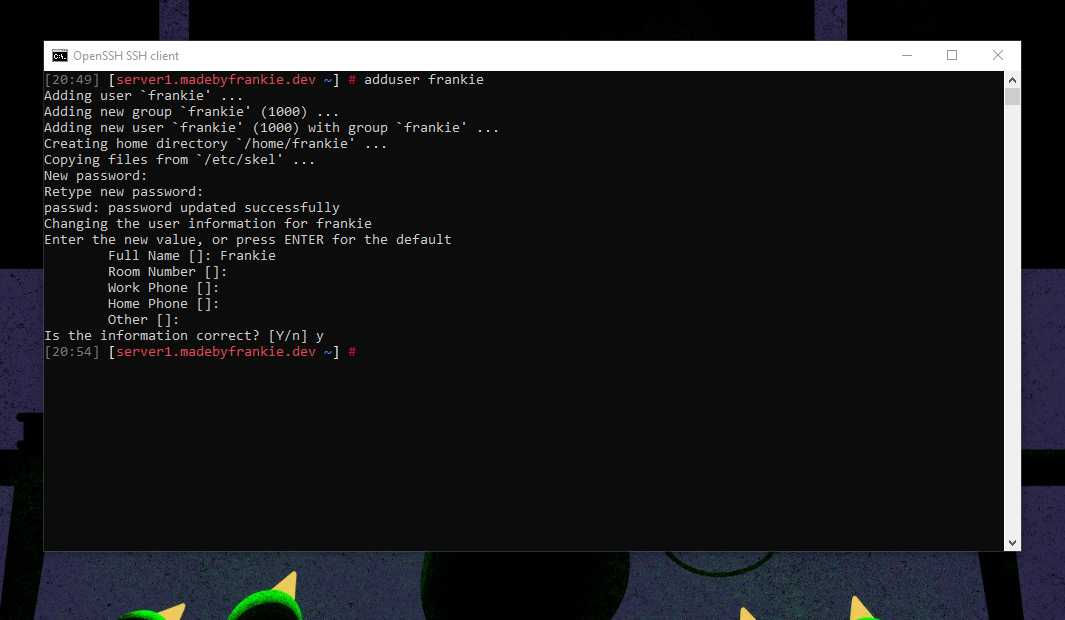 OpenSSH SSH client
[20:49] [server1.madebyfrankie.dev ~] # adduser frankie
Adding user `frankie' ...
Adding new group `frankie' (1000) ...
Adding new user `frankie' (1000) with group `frankie' ...
Creating home directory `/home/frankie' ...
Copying files from `/etc/skel' ...
New password:
Retype new password:
passwd: password updated successfully
Changing the user information for frankie
Enter the new value, or press ENTER for the default
Full Name []: Frankie
Room Number []:
Work Phone []:
Home Phone []:
Other []:
Is the information correct? [Y/n] y
[20:54] [server1.madebyfrankie.dev ~] #